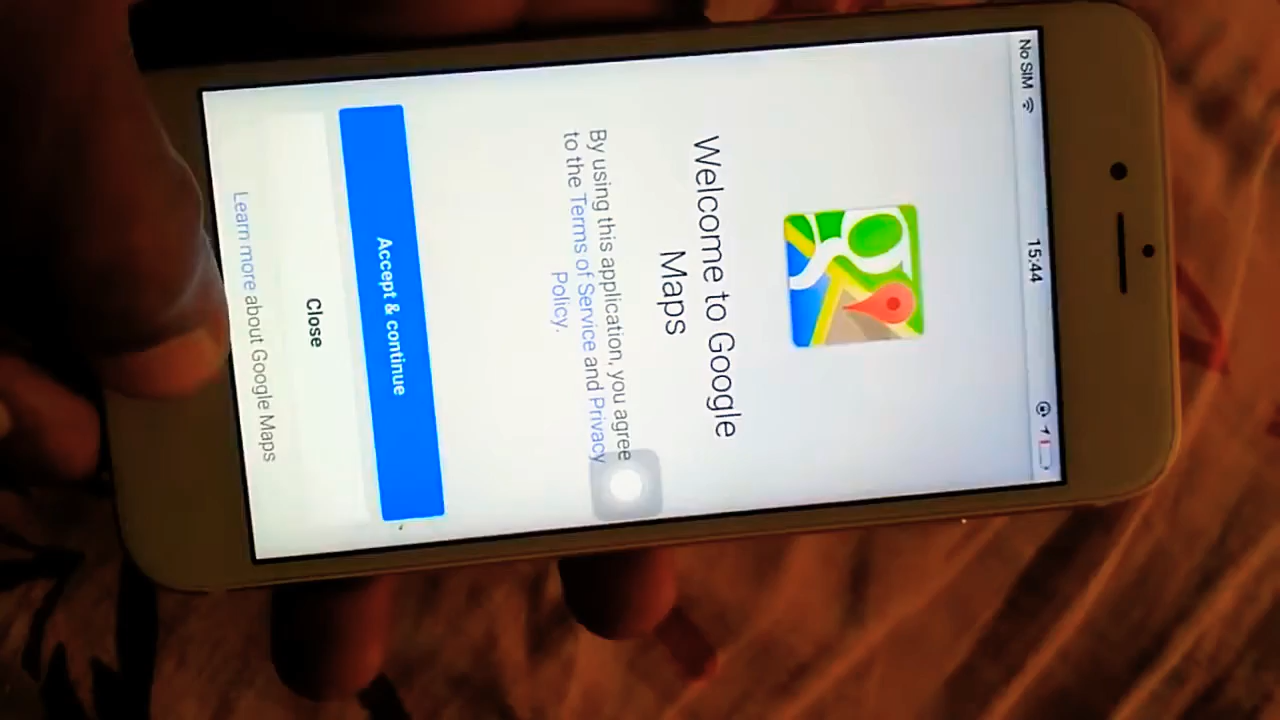 No SIM 15:44
Welcome to Google
Maps
By using this application, you agree
to the Terms of Service and Privacy
Policy.
Accept & continue
Close
Learn more about Google Maps